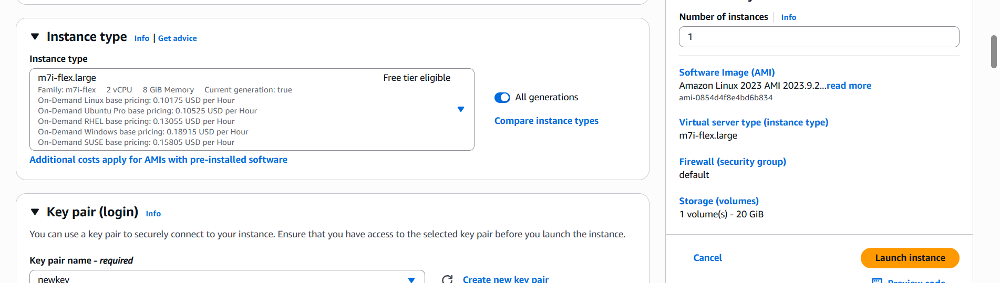 Instance type Info | Get advice
Instance type
m7i-flex.large Free tier eligible
Family: m7i-flex 2 vCPU 8 GiB Memory Current generation: true
On-Demand Linux base pricing: 0.10175 USD per Hour
On-Demand Ubuntu Pro base pricing: 0.10525 USD per Hour
On-Demand RHEL base pricing: 0.13055 USD per Hour
On-Demand Windows base pricing: 0.18915 USD per Hour
On-Demand SUSE base pricing: 0.15805 USD per Hour
All generations
Compare instance types
Additional costs apply for AMIs with pre-installed software
Key pair (login) Info
You can use a key pair to securely connect to your instance. Ensure that you have access to the selected key pair before you launch the instance.
Key pair name - required
newkey
Create new key pair
Number of instances Info
1
Software Image (AMI)
Amazon Linux 2023 AMI 2023.9.2...read more
ami-0854d4f8e4bd6b834
Virtual server type (instance type)
m7i-flex.large
Firewall (security group)
default
Storage (volumes)
1 volume(s) - 20 GiB
Cancel
Launch instance
Preview code